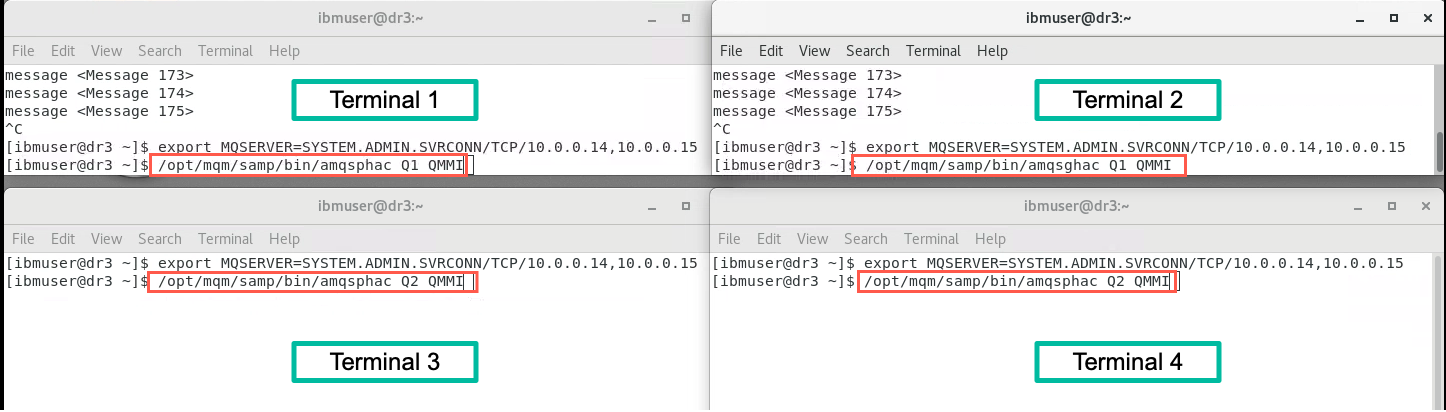 ibmuser@dr3:~
File Edit View Search Terminal Help
message <Message 173>
message <Message 174>
message <Message 175>
^C
[ibmuser@dr3 ~]$ export MQSERVER=SYSTEM.ADMIN.SVRCONN/TCP/10.0.0.14,10.0.0.15
[ibmuser@dr3 ~]$ /opt/mqm/samp/bin/amqsphac Q1 QMMI
Terminal 1
ibmuser@dr3:~
File Edit View Search Terminal Help
message <Message 173>
message <Message 174>
message <Message 175>
^C
[ibmuser@dr3 ~]$ export MQSERVER=SYSTEM.ADMIN.SVRCONN/TCP/10.0.0.14,10.0.0.15
[ibmuser@dr3 ~]$ /opt/mqm/samp/bin/amqsghac Q1 QMMI
Terminal 2
ibmuser@dr3:~
File Edit View Search Terminal Help
[ibmuser@dr3 ~]$ export MQSERVER=SYSTEM.ADMIN.SVRCONN/TCP/10.0.0.14,10.0.0.15
[ibmuser@dr3 ~]$ /opt/mqm/samp/bin/amqsphac Q2 QMMI
Terminal 3
ibmuser@dr3:~
File Edit View Search Terminal Help
[ibmuser@dr3 ~]$ export MQSERVER=SYSTEM.ADMIN.SVRCONN/TCP/10.0.0.14,10.0.0.15
[ibmuser@dr3 ~]$ /opt/mqm/samp/bin/amqsphac Q2 QMMI
Terminal 4